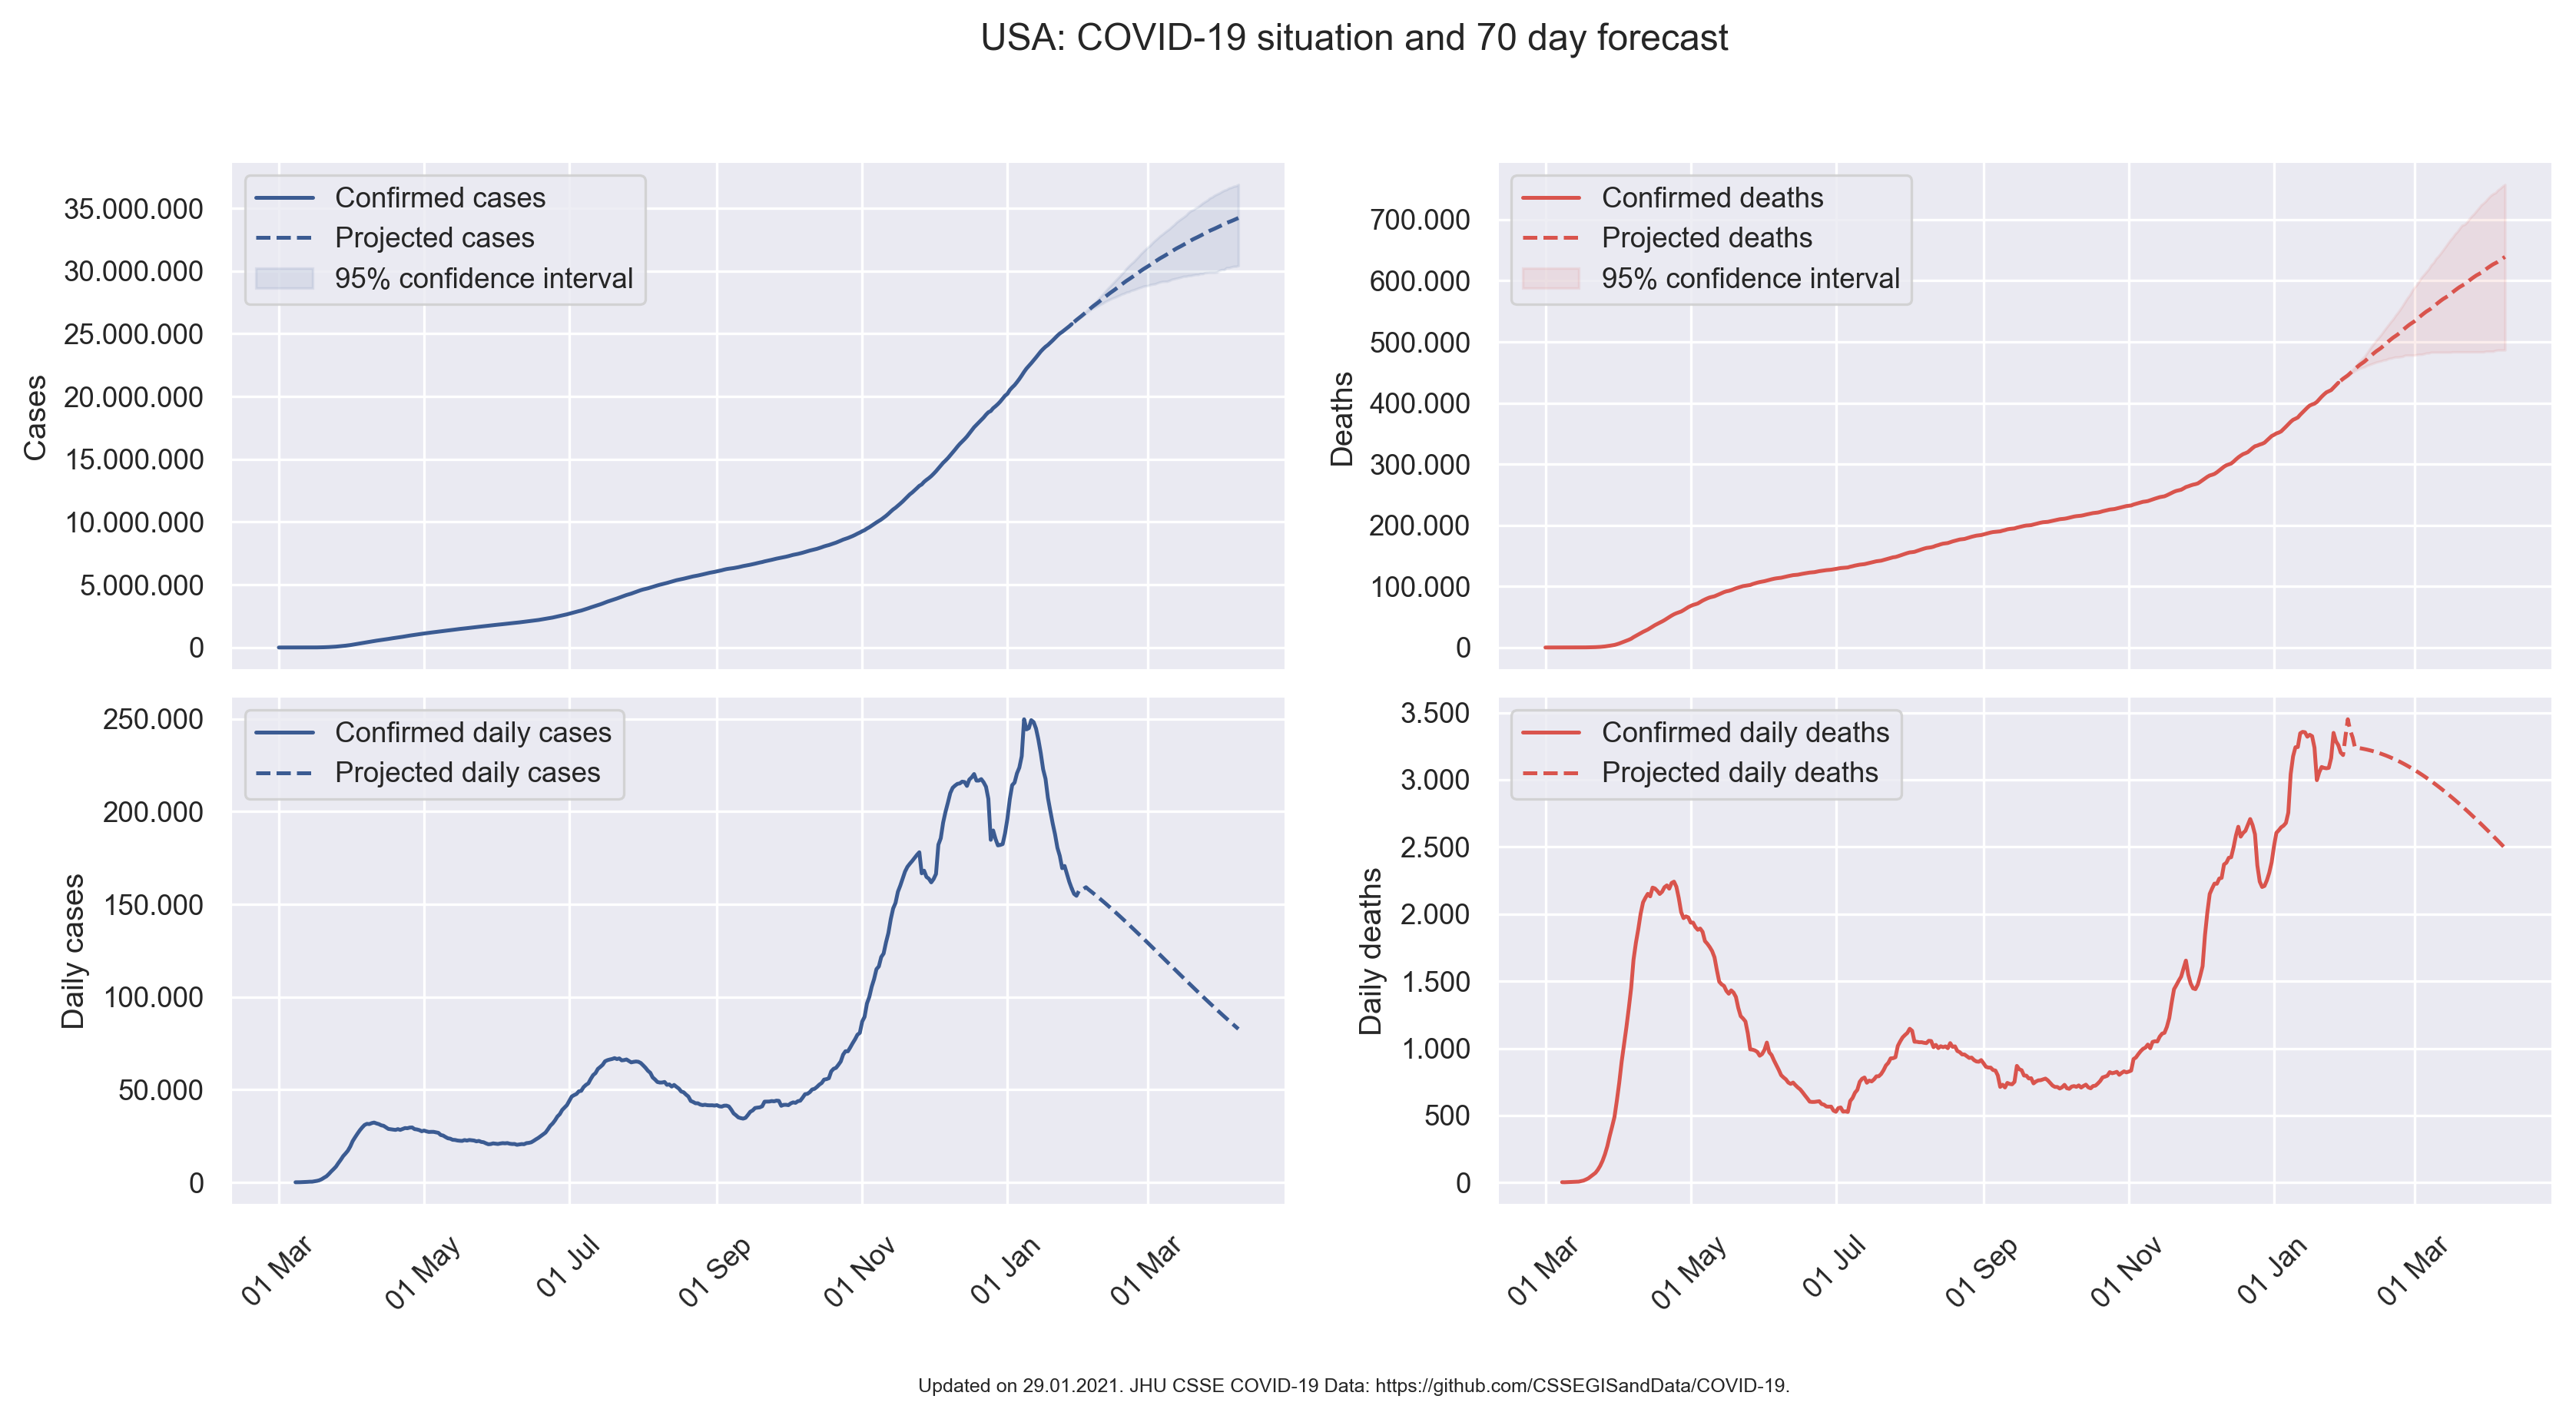 USA: COVID-19 situation and 70 day forecast
Confirmed cases
Projected cases
95% confidence interval
35.000.000
30.000.000
25.000.000
20.000.000
15.000.000
10.000.000
5.000.000
0
Cases
Confirmed deaths
Projected deaths
95% confidence interval
700.000
600.000
500.000
400.000
300.000
200.000
100.000
0
Deaths
Confirmed daily cases
Projected daily cases
250.000
200.000
150.000
100.000
50.000
0
Daily cases
01 Mar
01 May
01 Jul
01 Sep
01 Nov
01 Jan
01 Mar
Confirmed daily deaths
Projected daily deaths
3.500
3.000
2.500
2.000
1.500
1.000
500
0
Daily deaths
01 Mar
01 May
01 Jul
01 Sep
01 Nov
01 Jan
01 Mar
Updated on 29.01.2021. JHU CSSE COVID-19 Data: https://github.com/CSSEGISandData/COVID-19.